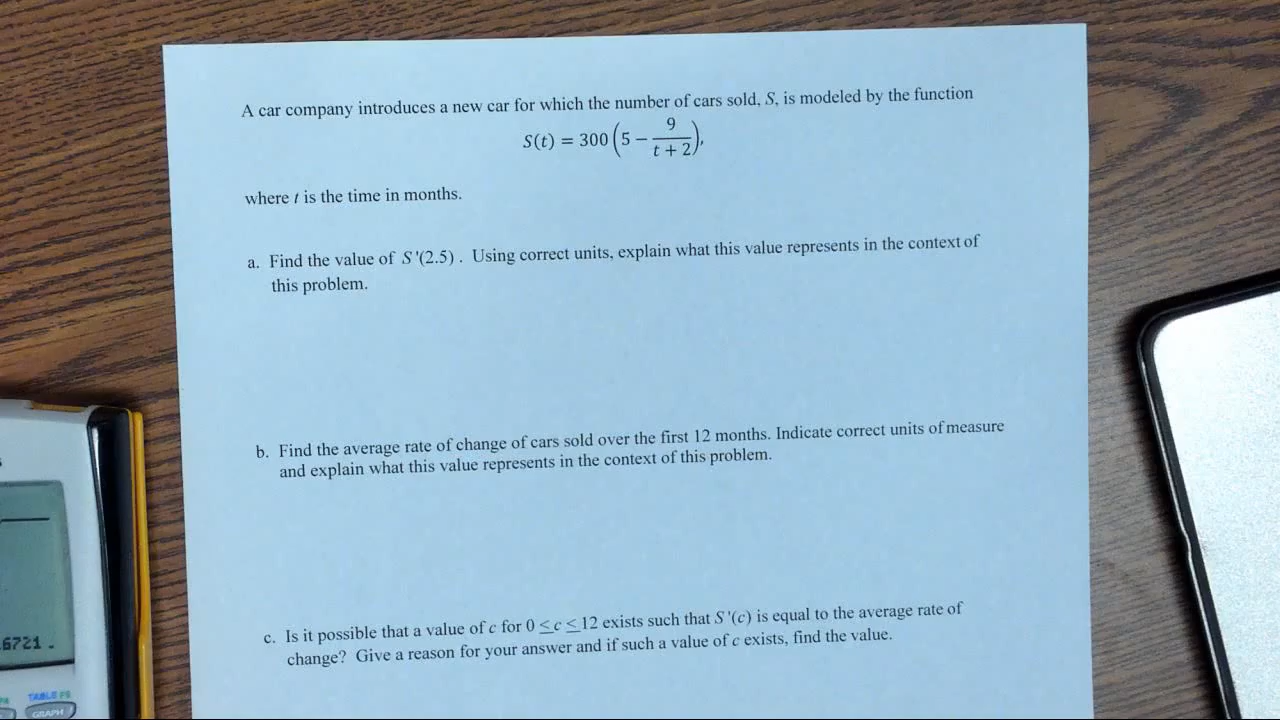 A car company introduces a new car for which the number of cars sold, S, is modeled by the function
S(t) = 300 (5 − 9/(t + 2)),
where t is the time in months.
a. Find the value of S'(2.5) . Using correct units, explain what this value represents in the context of
this problem.
b. Find the average rate of change of cars sold over the first 12 months. Indicate correct units of measure
and explain what this value represents in the context of this problem.
c. Is it possible that a value of c for 0 ≤ c ≤ 12 exists such that S'(c) is equal to the average rate of
change? Give a reason for your answer and if such a value of c exists, find the value.
6721.
TABLE F5
GRAPH